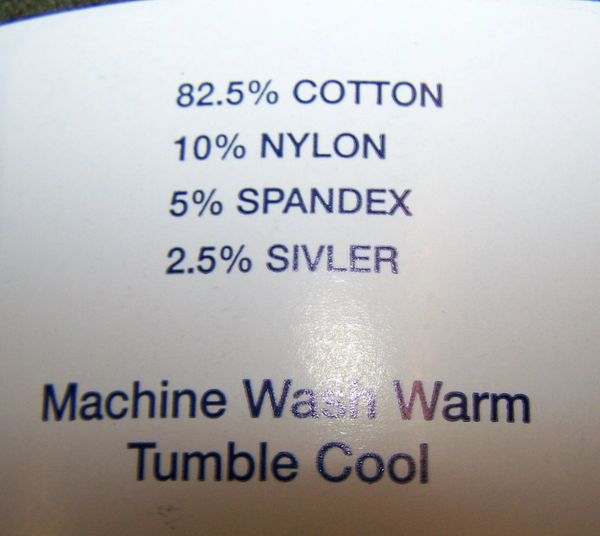 82.5% COTTON
10% NYLON
5% SPANDEX
2.5% SIVLER
Machine Wash Warm
Tumble Cool